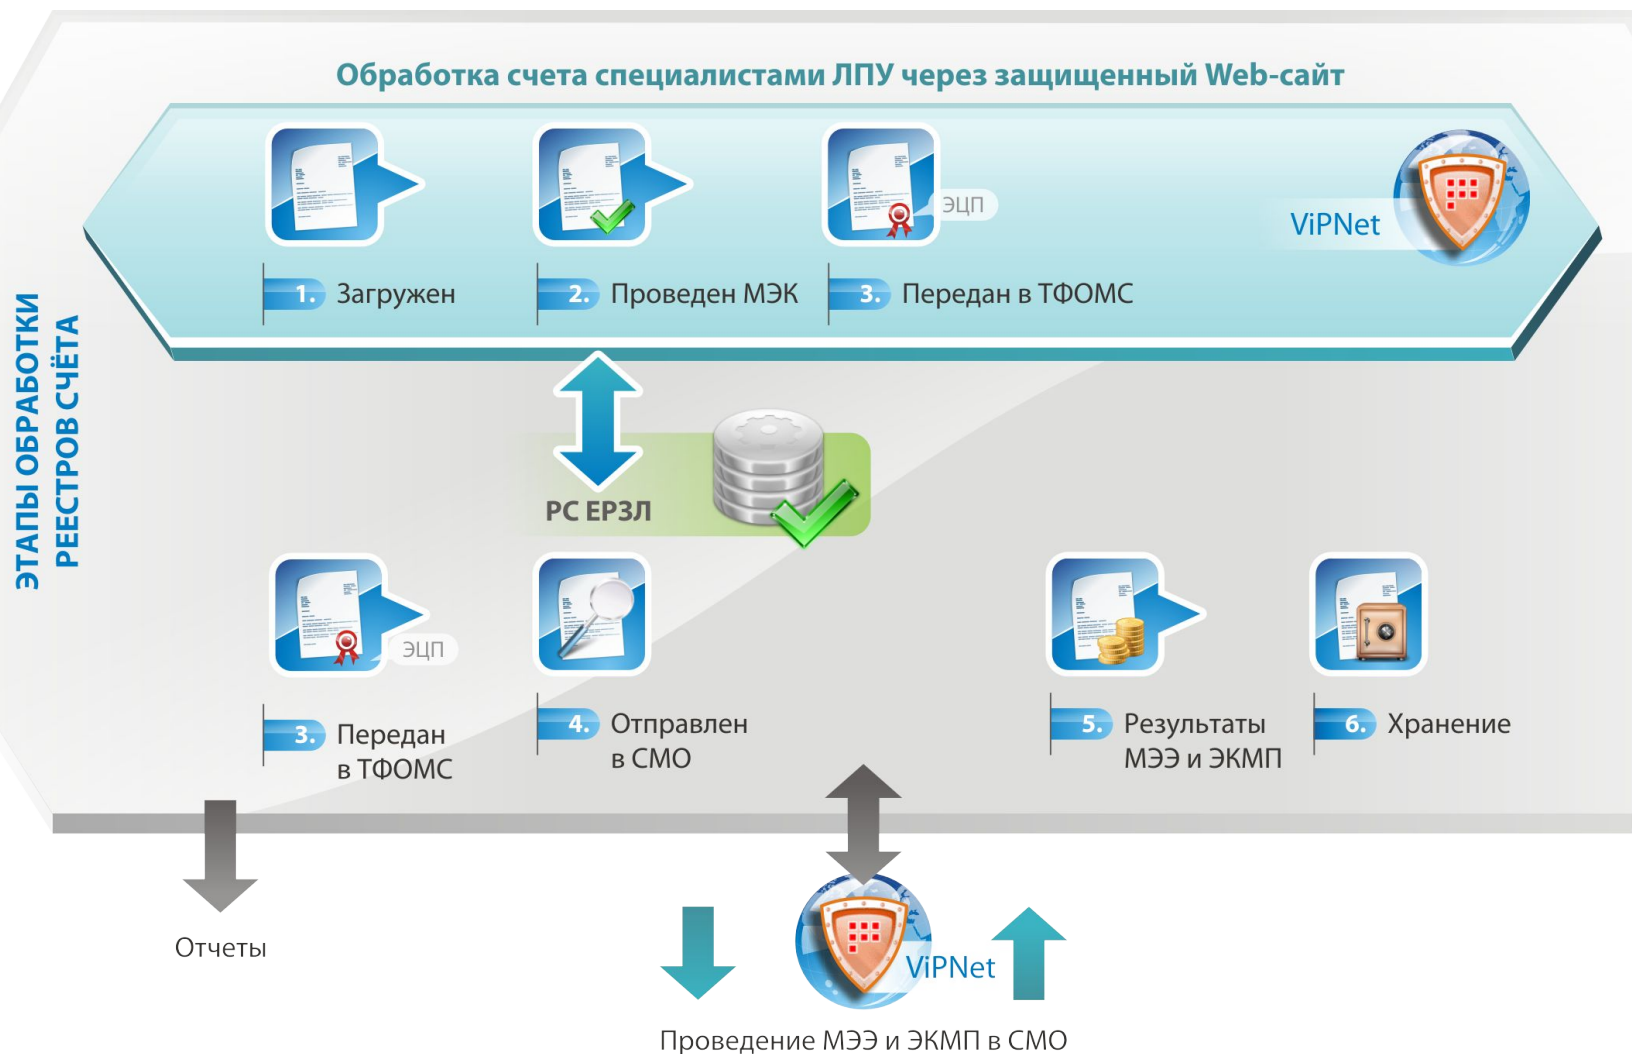 Обработка счета специалистами ЛПУ через защищенный Web-сайт
ЭЦП
ViPNet
1. Загружен
2. Проведен МЭК
3. Передан в ТФОМС
ЭТАПЫ ОБРАБОТКИ
РЕЕСТРОВ СЧЁТА
РС ЕРЗЛ
ЭЦП
3. Передан
в ТФОМС
4. Отправлен
в СМО
5. Результаты
МЭЭ и ЭКМП
6. Хранение
Отчеты
ViPNet
Проведение МЭЭ и ЭКМП в СМО